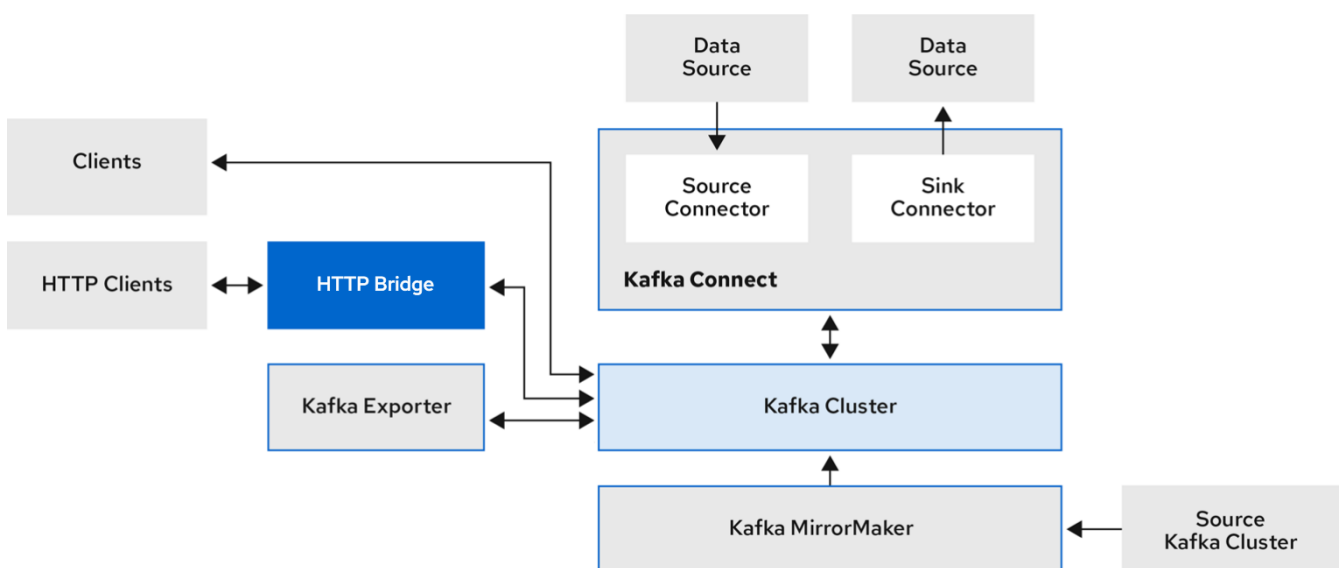 Data
Source
Data
Source
Clients
Source
Connector
Sink
Connector
HTTP Clients
HTTP Bridge
Kafka Connect
Kafka Exporter
Kafka Cluster
Kafka MirrorMaker
Source
Kafka Cluster